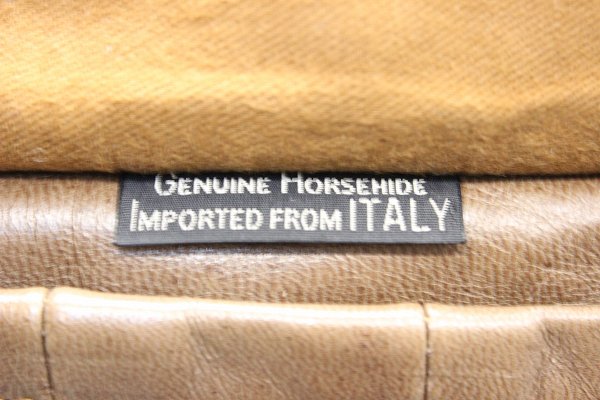 GENUINE HORSEHIDE
IMPORTED FROM ITALY